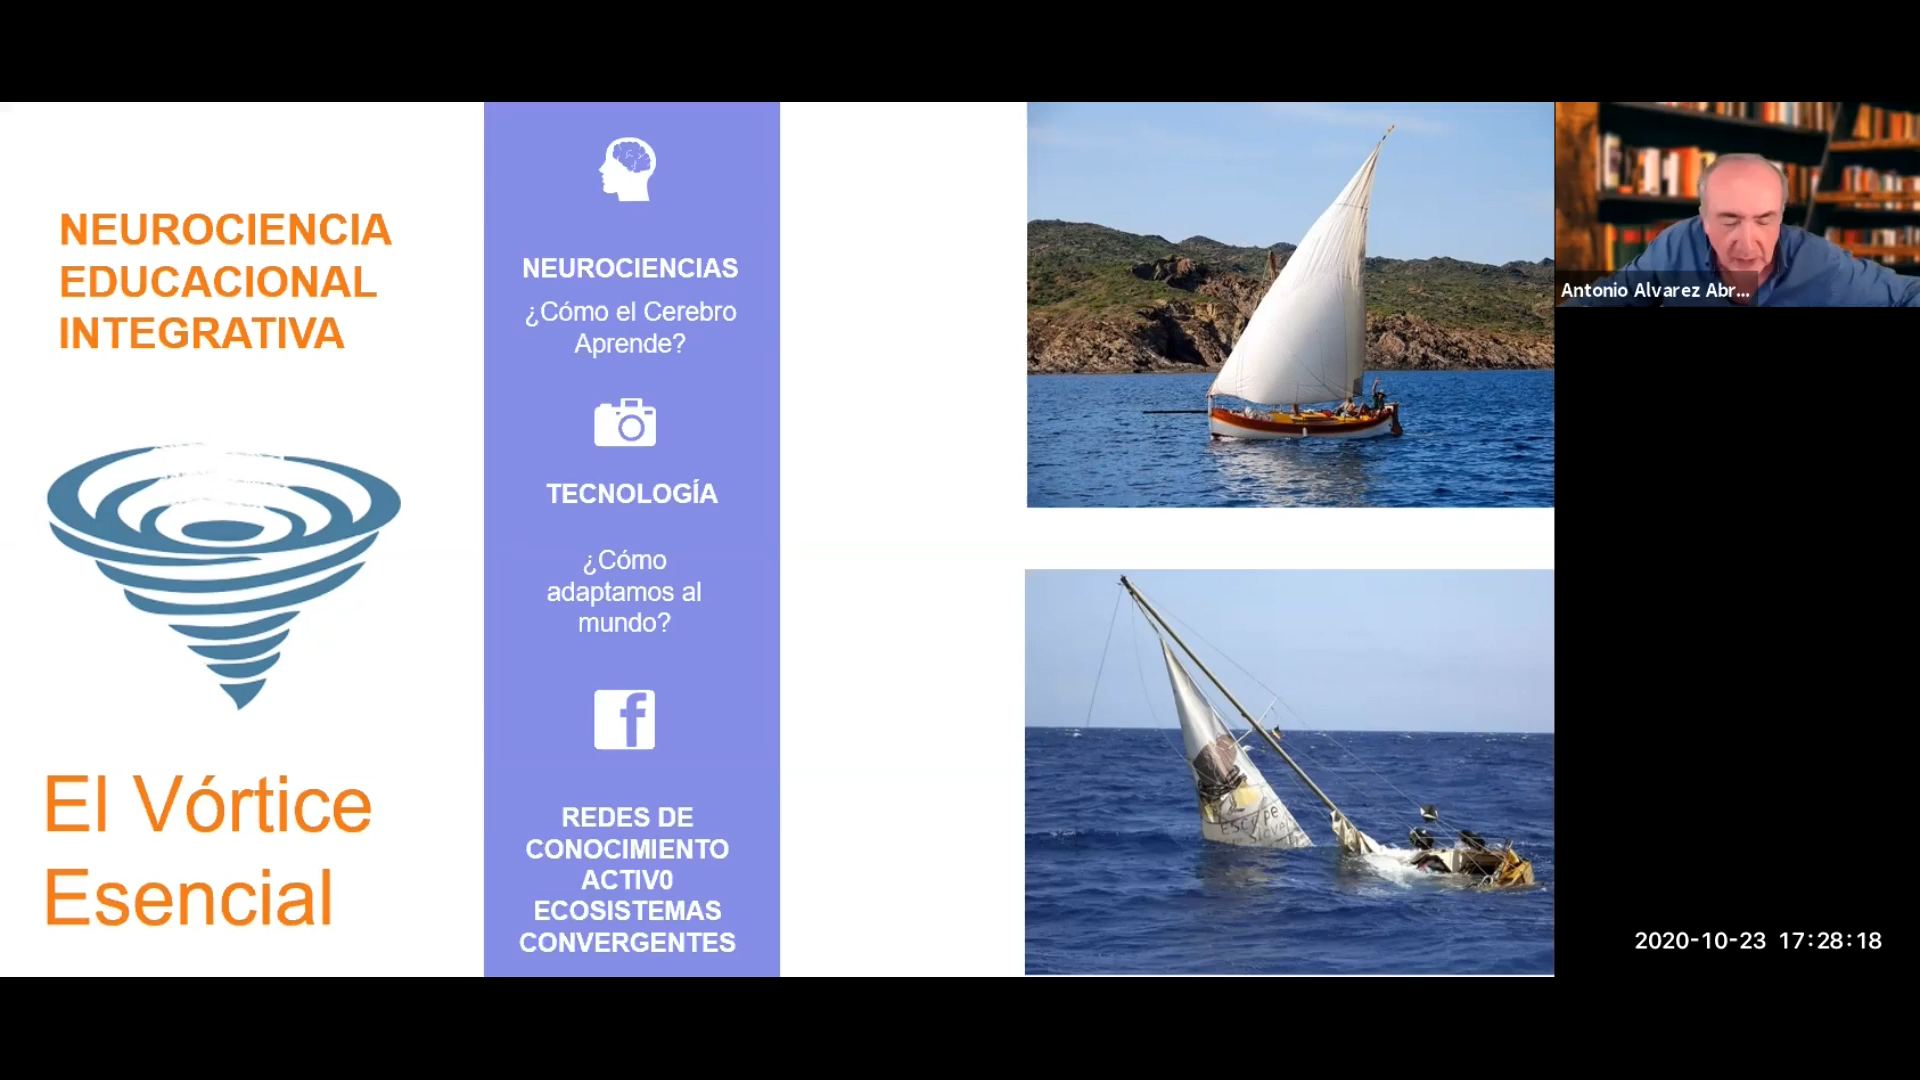 NEUROCIENCIA
EDUCACIONAL
INTEGRATIVA
El Vórtice
Esencial
NEUROCIENCIAS
¿Cómo el Cerebro
Aprende?
TECNOLOGÍA
¿Cómo
adaptamos al
mundo?
REDES DE
CONOCIMIENTO
ACTIV0
ECOSISTEMAS
CONVERGENTES
Antonio Alvarez Abr...
2020-10-23 17:28:18